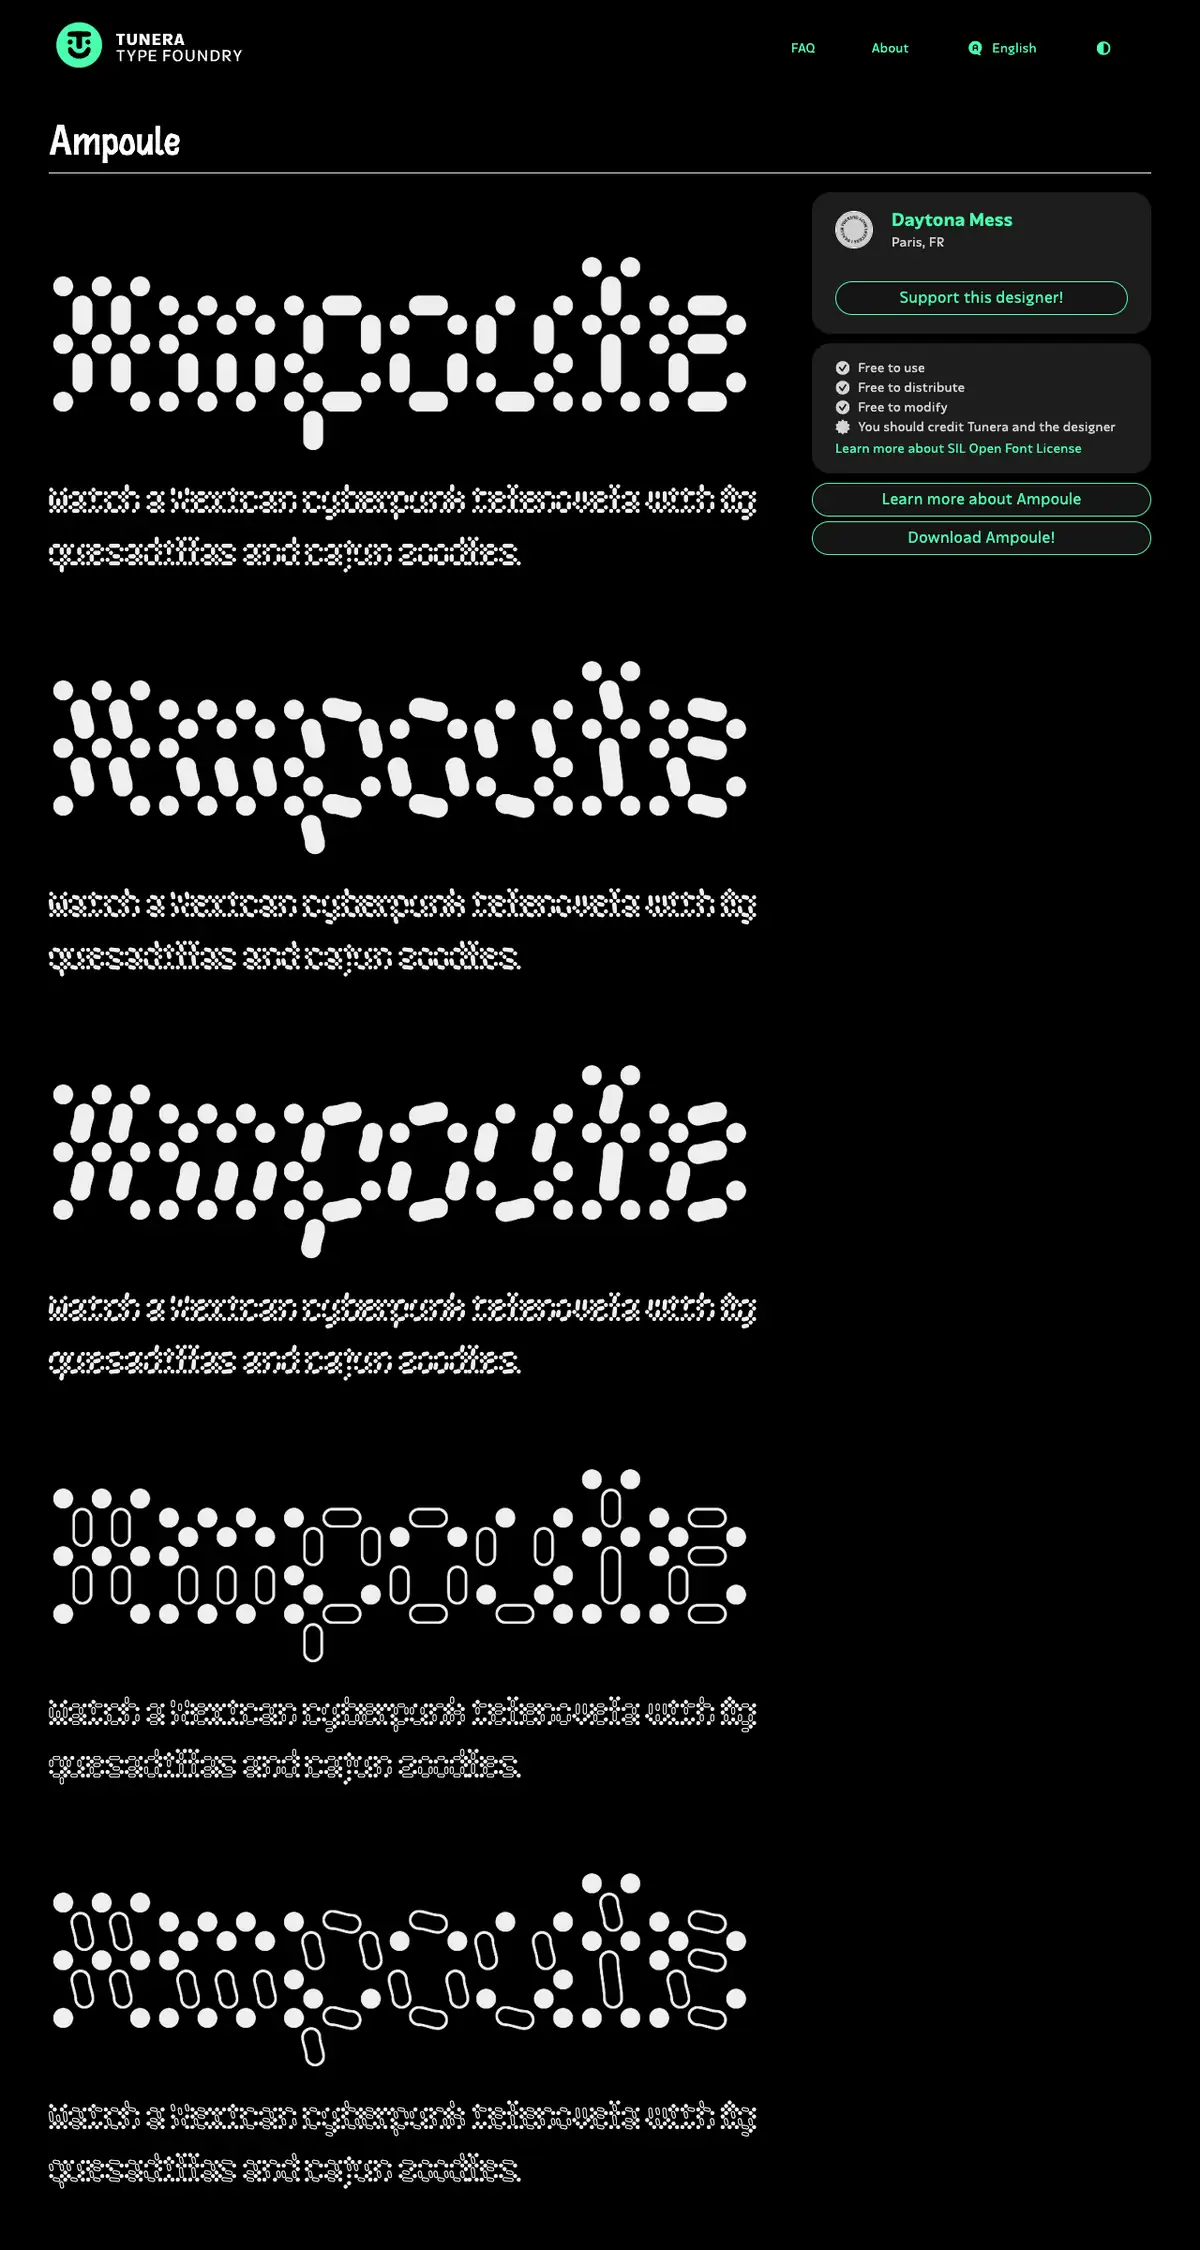 TUNERA
TYPE FOUNDRY
FAQ
About
English
Ampoule
Daytona Mess
Paris, FR
Support this designer!
Free to use
Free to distribute
Free to modify
You should credit Tunera and the designer
Learn more about SIL Open Font License
Learn more about Ampoule
Download Ampoule!
Ampoule
Watch a Mexican cyberpunk telenovela with fig
quesadillas and cajun zoodles.
Ampoule
Watch a Mexican cyberpunk telenovela with fig
quesadillas and cajun zoodles.
Ampoule
Watch a Mexican cyberpunk telenovela with fig
quesadillas and cajun zoodles.
Ampoule
Watch a Mexican cyberpunk telenovela with fig
quesadillas and cajun zoodles.
Ampoule
Watch a Mexican cyberpunk telenovela with fig
quesadillas and cajun zoodles.